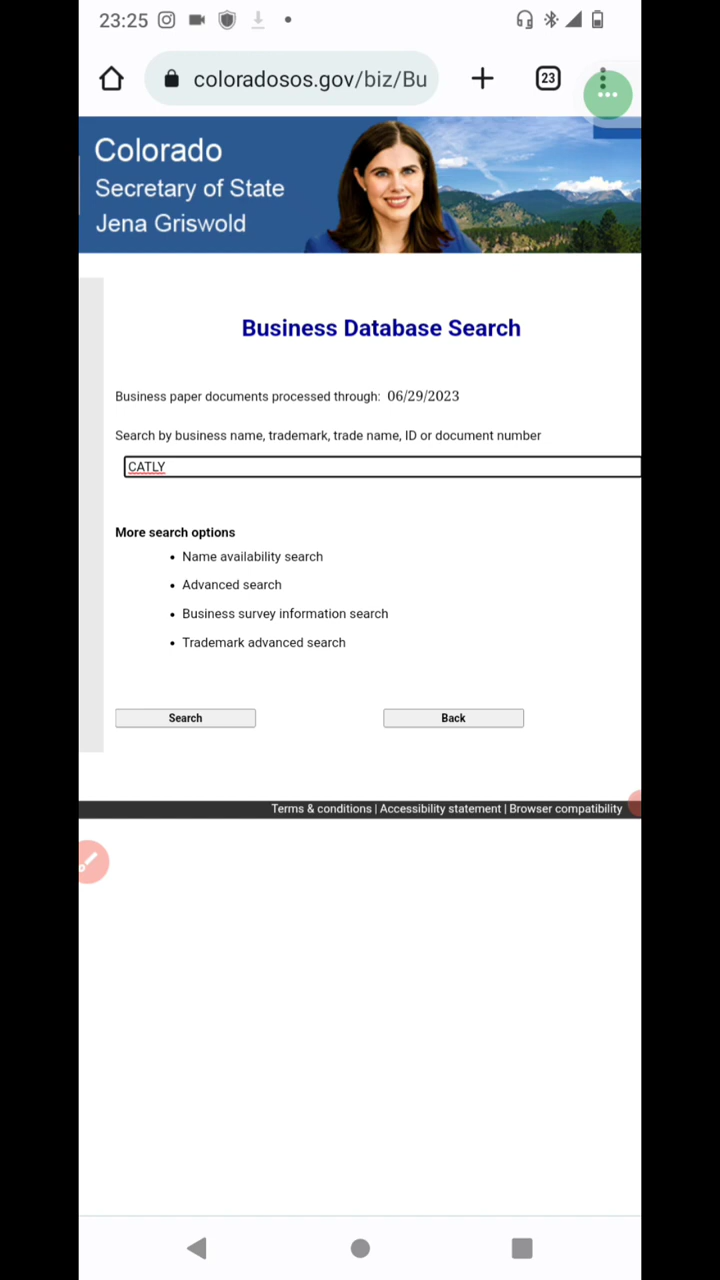 23:25
coloradosos.gov/biz/Bu
23
Colorado
Secretary of State
Jena Griswold
Business Database Search
Business paper documents processed through: 06/29/2023
Search by business name, trademark, trade name, ID or document number
CATLY
More search options
• Name availability search
• Advanced search
• Business survey information search
• Trademark advanced search
Search Back
Terms & conditions | Accessibility statement | Browser compatibility